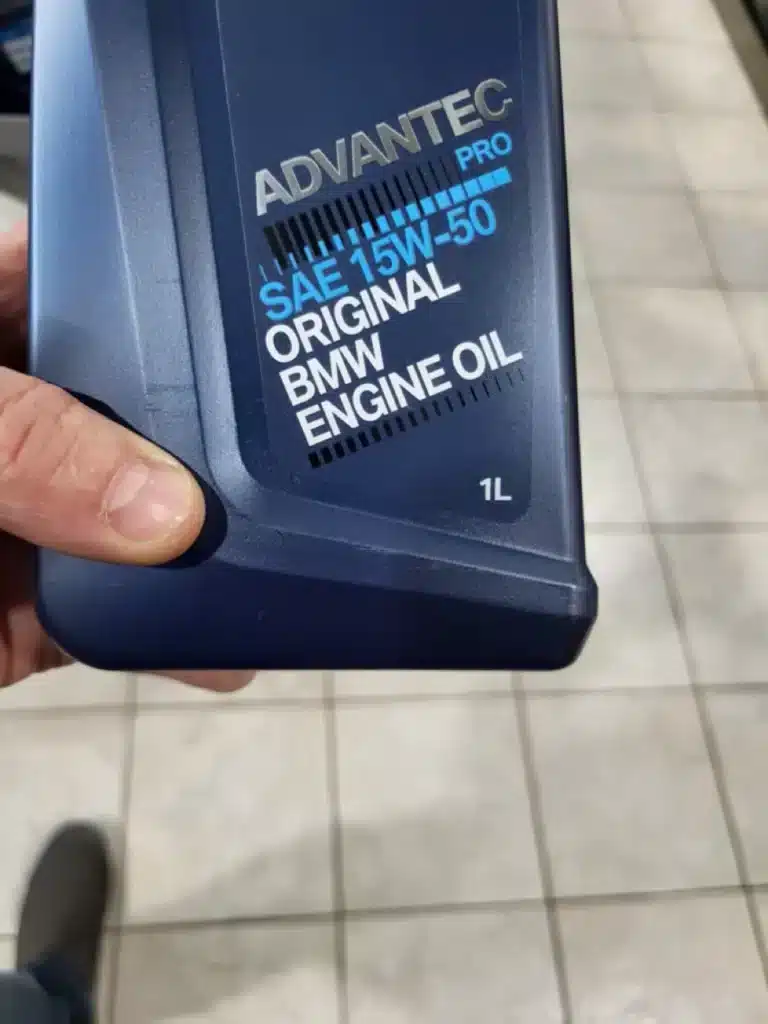 ADVANTEC
PRO
SAE 15W-50
ORIGINAL
BMW
ENGINE OIL
1L